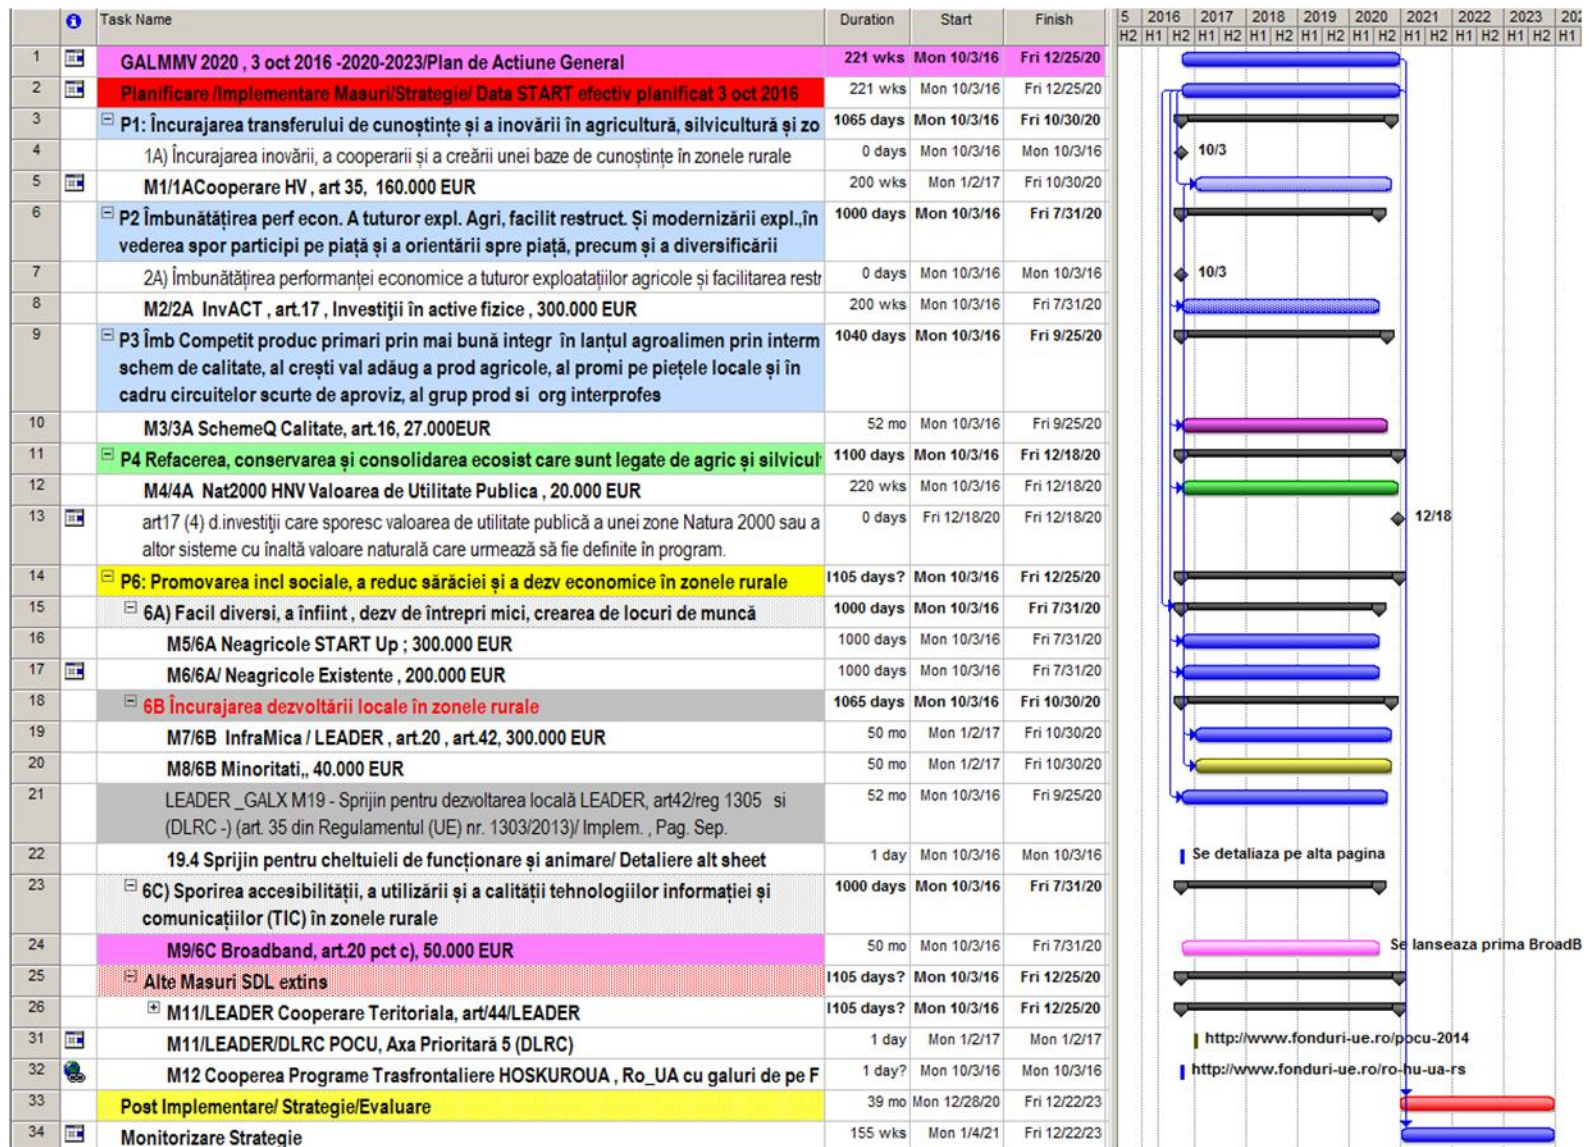 Task Name Duration Start Finish 5 2016 2017 2018 2019 2020 2021 2022 2023 202
H2 H1 H2 H1 H2 H1 H2 H1 H2 H1 H2 H1 H2 H1 H2 H1 H2 H1
1 GALMMV 2020 , 3 oct 2016 -2020-2023/Plan de Actiune General 221 wks Mon 10/3/16 Fri 12/25/20
2 Planificare /Implementare Masuri/Strategie/ Data START efectiv planificat 3 oct 2016 221 wks Mon 10/3/16 Fri 12/25/20
3 P1: Încurajarea transferului de cunoștințe și a inovării în agricultură, silvicultură și zo 1065 days Mon 10/3/16 Fri 10/30/20
4 1A) Încurajarea inovării, a cooperarii și a creării unei baze de cunoștințe în zonele rurale 0 days Mon 10/3/16 Mon 10/3/16 10/3
5 M1/1ACooperare HV, art 35, 160.000 EUR 200 wks Mon 1/2/17 Fri 10/30/20
6 P2 Îmbunătățirea perf econ. A tuturor expl. Agri, facilit restruct. Și modernizării expl.,în 1000 days Mon 10/3/16 Fri 7/31/20
vederea spor participi pe piață și a orientării spre piață, precum și a diversificării
7 2A) Îmbunătățirea performanței economice a tuturor exploatațiilor agricole și facilitarea restr 0 days Mon 10/3/16 Mon 10/3/16 10/3
8 M2/2A InvACT , art.17 , Investiții în active fizice , 300.000 EUR 200 wks Mon 10/3/16 Fri 7/31/20
9 P3 Îmb Competit produc primari prin mai bună integr în lanțul agroalimen prin interm 1040 days Mon 10/3/16 Fri 9/25/20
schem de calitate, al crești val adăug a prod agricole, al promi pe piețele locale și în
cadru circuitelor scurte de aproviz, al grup prod si org interprofes
10 M3/3A SchemeQ Calitate, art.16, 27.000EUR 52 mo Mon 10/3/16 Fri 9/25/20
11 P4 Refacerea, conservarea și consolidarea ecosist care sunt legate de agric și silvicul 1100 days Mon 10/3/16 Fri 12/18/20
12 M4/4A Nat2000 HNV Valoarea de Utilitate Publica , 20.000 EUR 220 wks Mon 10/3/16 Fri 12/18/20
13 art17 (4) d.investiții care sporesc valoarea de utilitate publică a unei zone Natura 2000 sau a 0 days Fri 12/18/20 Fri 12/18/20 12/18
altor sisteme cu înaltă valoare naturală care urmează să fie definite în program.
14 P6: Promovarea incl sociale, a reduc sărăciei și a dezv economice în zonele rurale 1105 days? Mon 10/3/16 Fri 12/25/20
15 6A) Facil diversi, a înființ , dezv de întrepri mici, crearea de locuri de muncă 1000 days Mon 10/3/16 Fri 7/31/20
16 M5/6A Neagricole START Up ; 300.000 EUR 1000 days Mon 10/3/16 Fri 7/31/20
17 M6/6A/ Neagricole Existente , 200.000 EUR 1000 days Mon 10/3/16 Fri 7/31/20
18 6B Încurajarea dezvoltării locale în zonele rurale 1065 days Mon 10/3/16 Fri 10/30/20
19 M7/6B InfraMica / LEADER , art.20 , art.42, 300.000 EUR 50 mo Mon 1/2/17 Fri 10/30/20
20 M8/6B Minoritati,, 40.000 EUR 50 mo Mon 1/2/17 Fri 10/30/20
21 LEADER _GALX M19 - Sprijin pentru dezvoltarea locală LEADER, art42/reg 1305 si 52 mo Mon 10/3/16 Fri 9/25/20
(DLRC -) (art. 35 din Regulamentul (UE) nr. 1303/2013)/ Implem. , Pag. Sep.
22 19.4 Sprijin pentru cheltuieli de funcționare și animare/ Detaliere alt sheet 1 day Mon 10/3/16 Mon 10/3/16 Se detaliaza pe alta pagina
23 6C) Sporirea accesibilității, a utilizării și a calității tehnologiilor informației și 1000 days Mon 10/3/16 Fri 7/31/20
comunicațiilor (TIC) în zonele rurale
24 M9/6C Broadband, art.20 pct c), 50.000 EUR 50 mo Mon 10/3/16 Fri 7/31/20 Se lanseaza prima BroadB
25 Alte Masuri SDL extins 1105 days? Mon 10/3/16 Fri 12/25/20
26 M11/LEADER Cooperare Teritoriala, art/44/LEADER 1105 days? Mon 10/3/16 Fri 12/25/20
31 M11/LEADER/DLRC POCU, Axa Prioritară 5 (DLRC) 1 day Mon 1/2/17 Mon 1/2/17 http://www.fonduri-ue.ro/pocu-2014
32 M12 Cooperea Programe Trasfrontaliere HOSKUROUA , Ro_UA cu galuri de pe F 1 day? Mon 10/3/16 Mon 10/3/16 http://www.fonduri-ue.ro/ro-hu-ua-rs
33 Post Implementare/ Strategie/Evaluare 39 mo Mon 12/28/20 Fri 12/22/23
34 Monitorizare Strategie 155 wks Mon 1/4/21 Fri 12/22/23